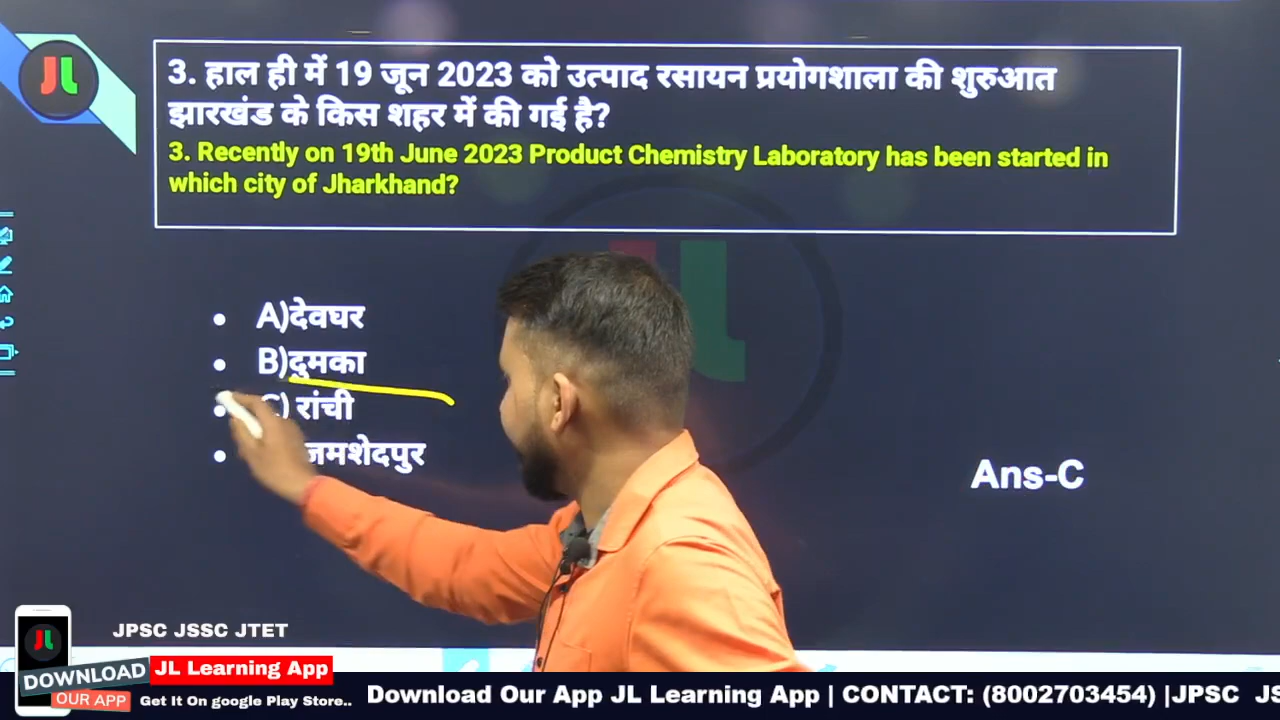 JL
3. हाल ही में 19 जून 2023 को उत्पाद रसायन प्रयोगशाला की शुरुआत
झारखंड के किस शहर में की गई है?
3. Recently on 19th June 2023 Product Chemistry Laboratory has been started in
which city of Jharkhand?
A)देवघर
B)दुमका
C) रांची
जमशेदपुर
Ans-C
JPSC JSSC JTET
JL
DOWNLOAD JL Learning App
OUR APP Get It On google Play Store..
Download Our App JL Learning App | CONTACT: (8002703454) |JPSC